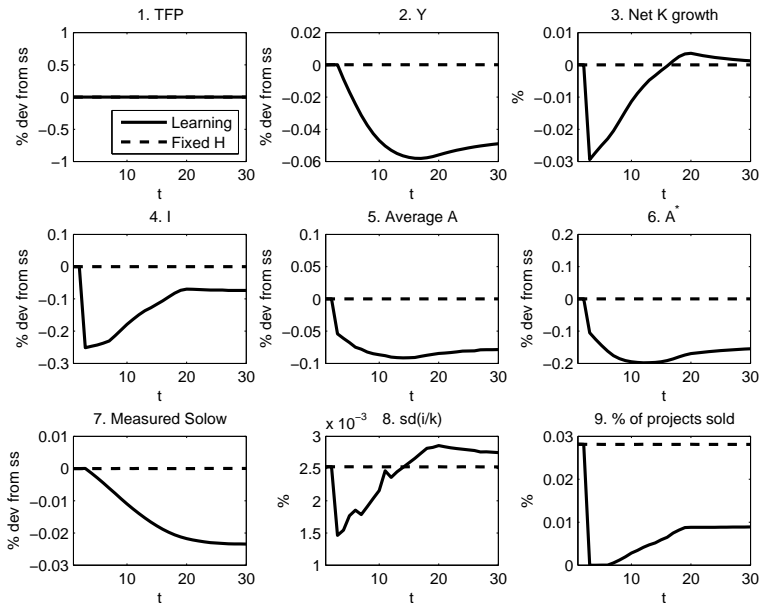 1. TFP
% dev from ss
1
0.5
0
−0.5
−1
Learning
Fixed H
10 20 30
t
2. Y
% dev from ss
0.02
0
−0.02
−0.04
−0.06
10 20 30
t
3. Net K growth
%
0.01
0
−0.01
−0.02
−0.03
10 20 30
t
4. I
% dev from ss
0.1
0
−0.1
−0.2
−0.3
10 20 30
t
5. Average A
% dev from ss
0.1
0.05
0
−0.05
−0.1
10 20 30
t
6. A*
% dev from ss
0.2
0.1
0
−0.1
−0.2
10 20 30
t
7. Measured Solow
% dev from ss
0.01
0
−0.01
−0.02
−0.03
10 20 30
t
x 10⁻³
8. sd(i/k)
%
3
2.5
2
1.5
1
10 20 30
t
9. % of projects sold
%
0.03
0.02
0.01
0
10 20 30
t